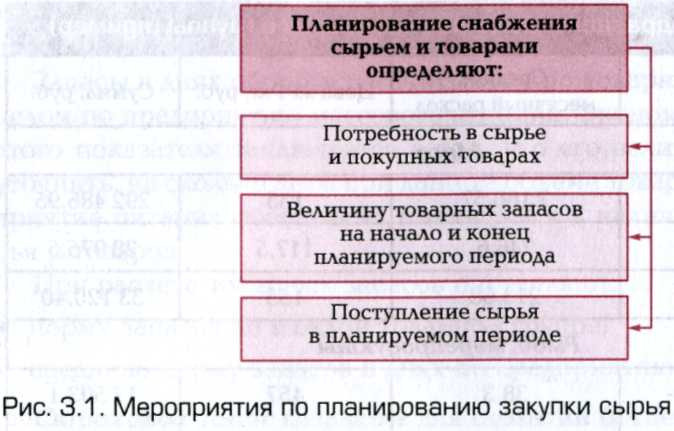 Планирование снабжения
сырьем и товарами
определяют:
Потребность в сырье
и покупных товарах
Величину товарных запасов
на начало и конец
планируемого периода
Поступление сырья
в планируемом периоде
Рис. 3.1. Мероприятия по планированию закупки сырья